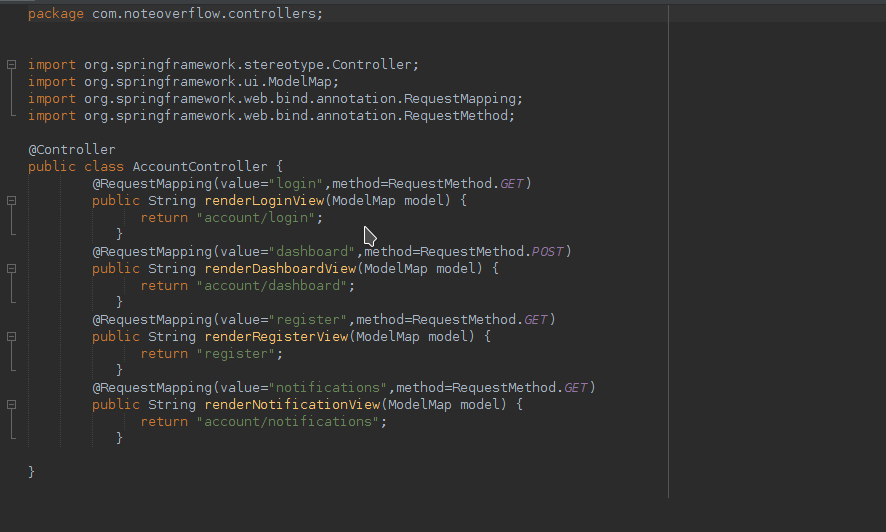 package com.noteoverflow.controllers;
import org.springframework.stereotype.Controller;
import org.springframework.ui.ModelMap;
import org.springframework.web.bind.annotation.RequestMapping;
import org.springframework.web.bind.annotation.RequestMethod;
@Controller
public class AccountController {
@RequestMapping(value="login",method=RequestMethod.GET)
public String renderLoginView(ModelMap model) {
return "account/login";
}
@RequestMapping(value="dashboard",method=RequestMethod.POST)
public String renderDashboardView(ModelMap model) {
return "account/dashboard";
}
@RequestMapping(value="register",method=RequestMethod.GET)
public String renderRegisterView(ModelMap model) {
return "register";
}
@RequestMapping(value="notifications",method=RequestMethod.GET)
public String renderNotificationView(ModelMap model) {
return "account/notifications";
}
}